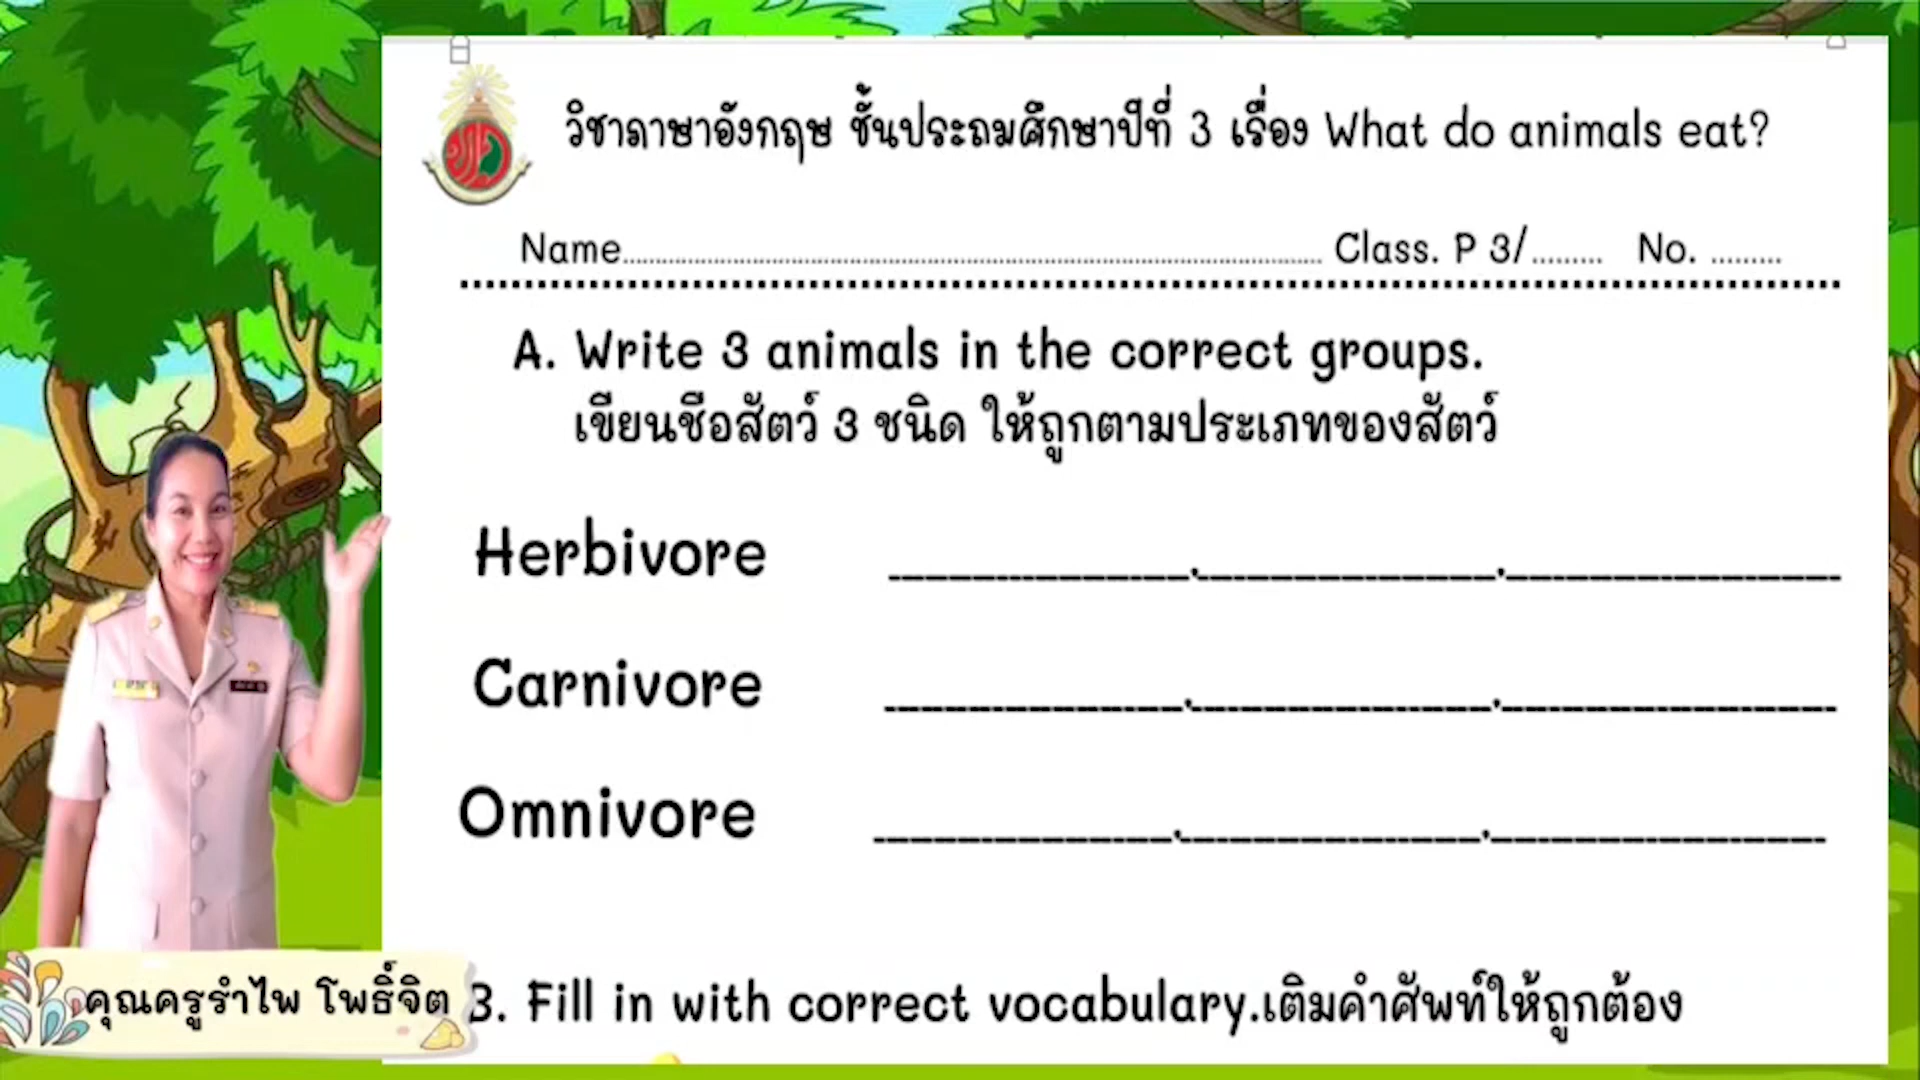 วิชาภาษาอังกฤษ ชั้นประถมศึกษาปีที่ 3 เรื่อง What do animals eat?
Name.................................................... Class. P 3/......... No. .........
A. Write 3 animals in the correct groups.
เขียนชือสัตว์ 3 ชนิด ให้ถูกตามประเภทของสัตว์
Herbivore ____________.____________.____________
Carnivore ____________.____________.____________
Omnivore ____________.____________.____________
คุณครูรำไพ โพธิ์จิต
3. Fill in with correct vocabulary.เติมคำศัพท์ให้ถูกต้อง